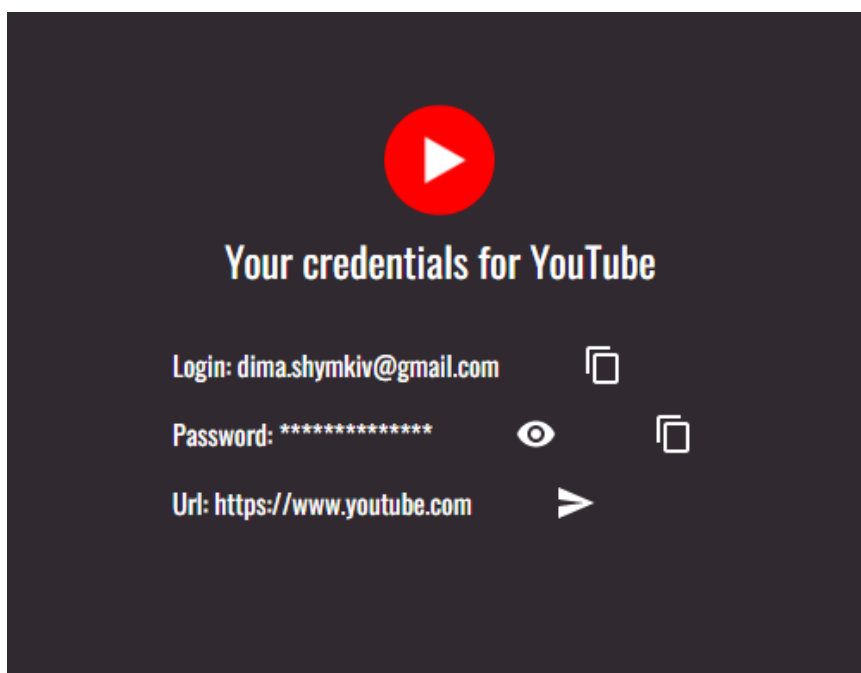 Your credentials for YouTube
Login: dima.shymkiv@gmail.com
Password: **************
Url: https://www.youtube.com